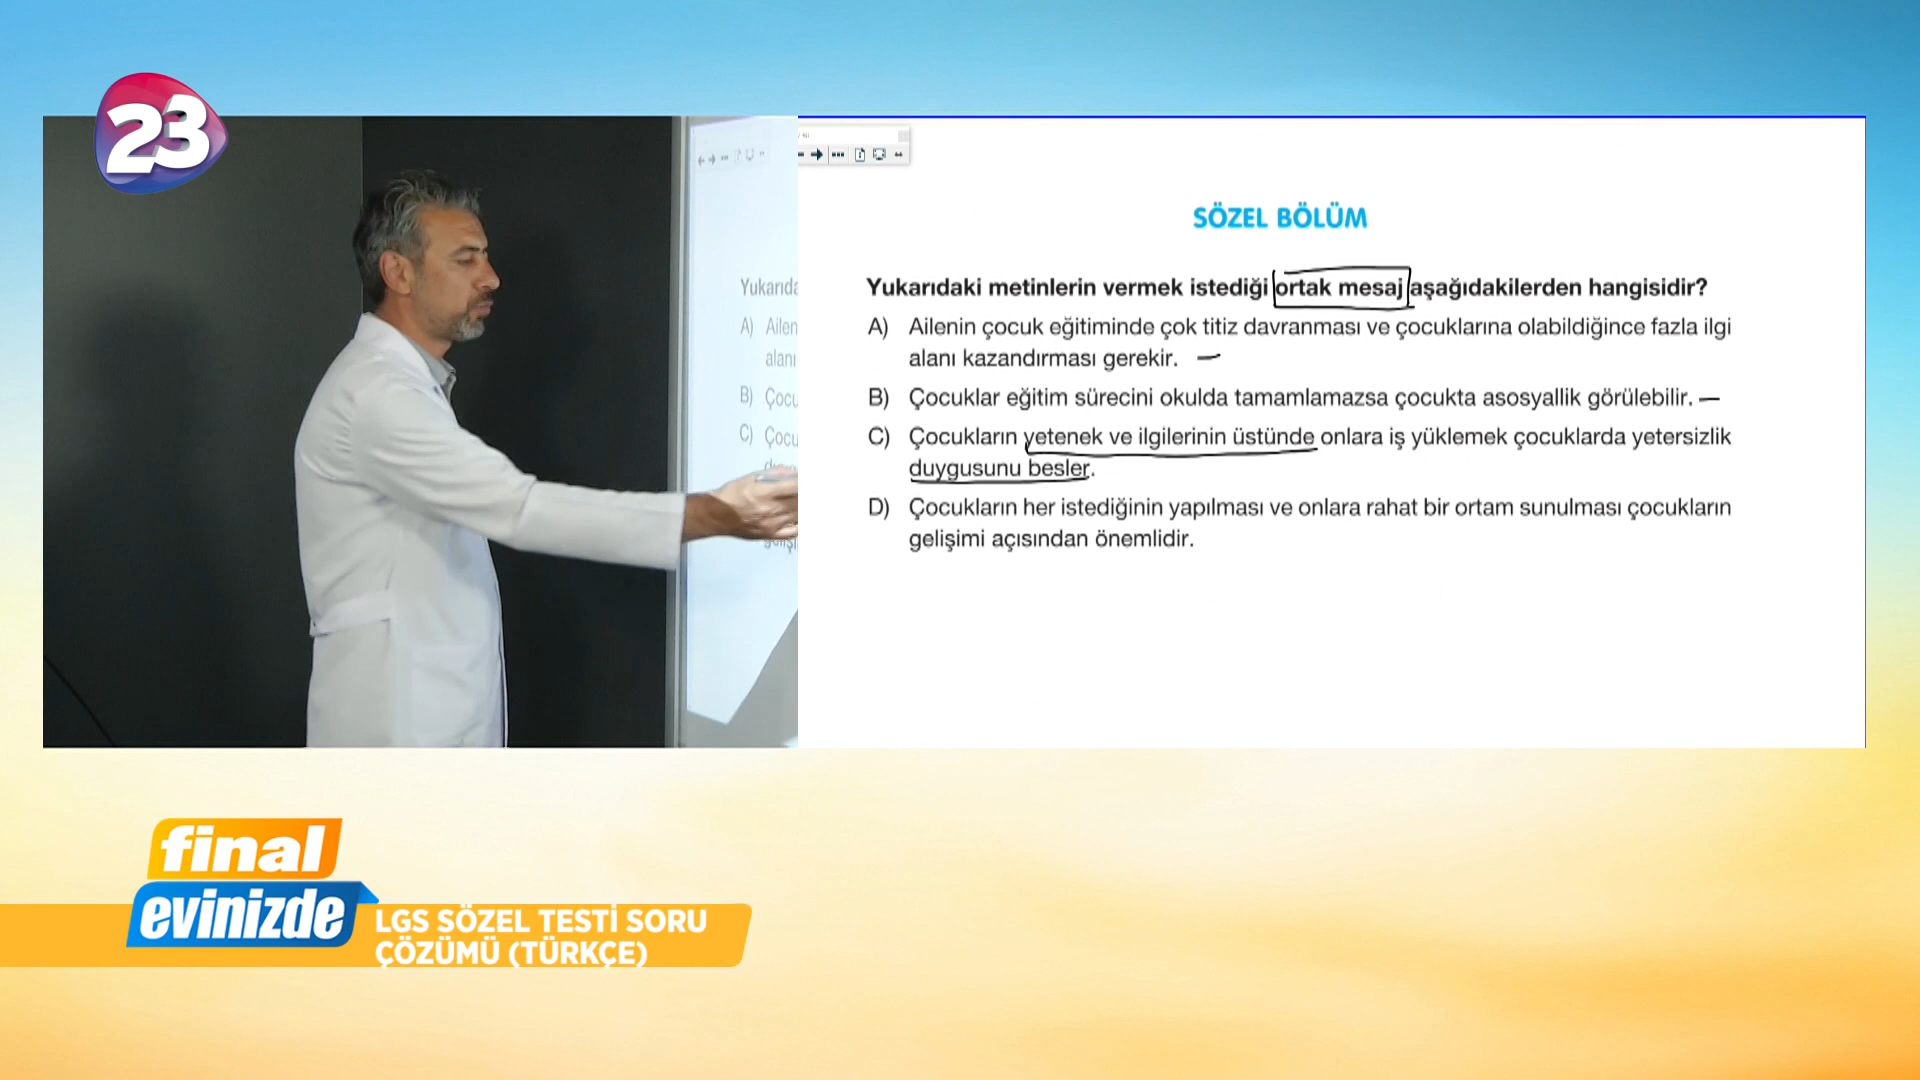 23
SÖZEL BÖLÜM
Yukarıdaki metinlerin vermek istediği ortak mesaj aşağıdakilerden hangisidir?
A) Ailenin çocuk eğitiminde çok titiz davranması ve çocuklarına olabildiğince fazla ilgi
alanı kazandırması gerekir.
B) Çocuklar eğitim sürecini okulda tamamlamazsa çocukta asosyallik görülebilir.
C) Çocukların yetenek ve ilgilerinin üstünde onlara iş yüklemek çocuklarda yetersizlik
duygusunu besler.
D) Çocukların her istediğinin yapılması ve onlara rahat bir ortam sunulması çocukların
gelişimi açısından önemlidir.
Yukarıda
A) Ailen
alanı
B) Çocu
C) Çocu
final
evinizde
LGS SÖZEL TESTİ SORU
ÇÖZÜMÜ (TÜRKÇE)